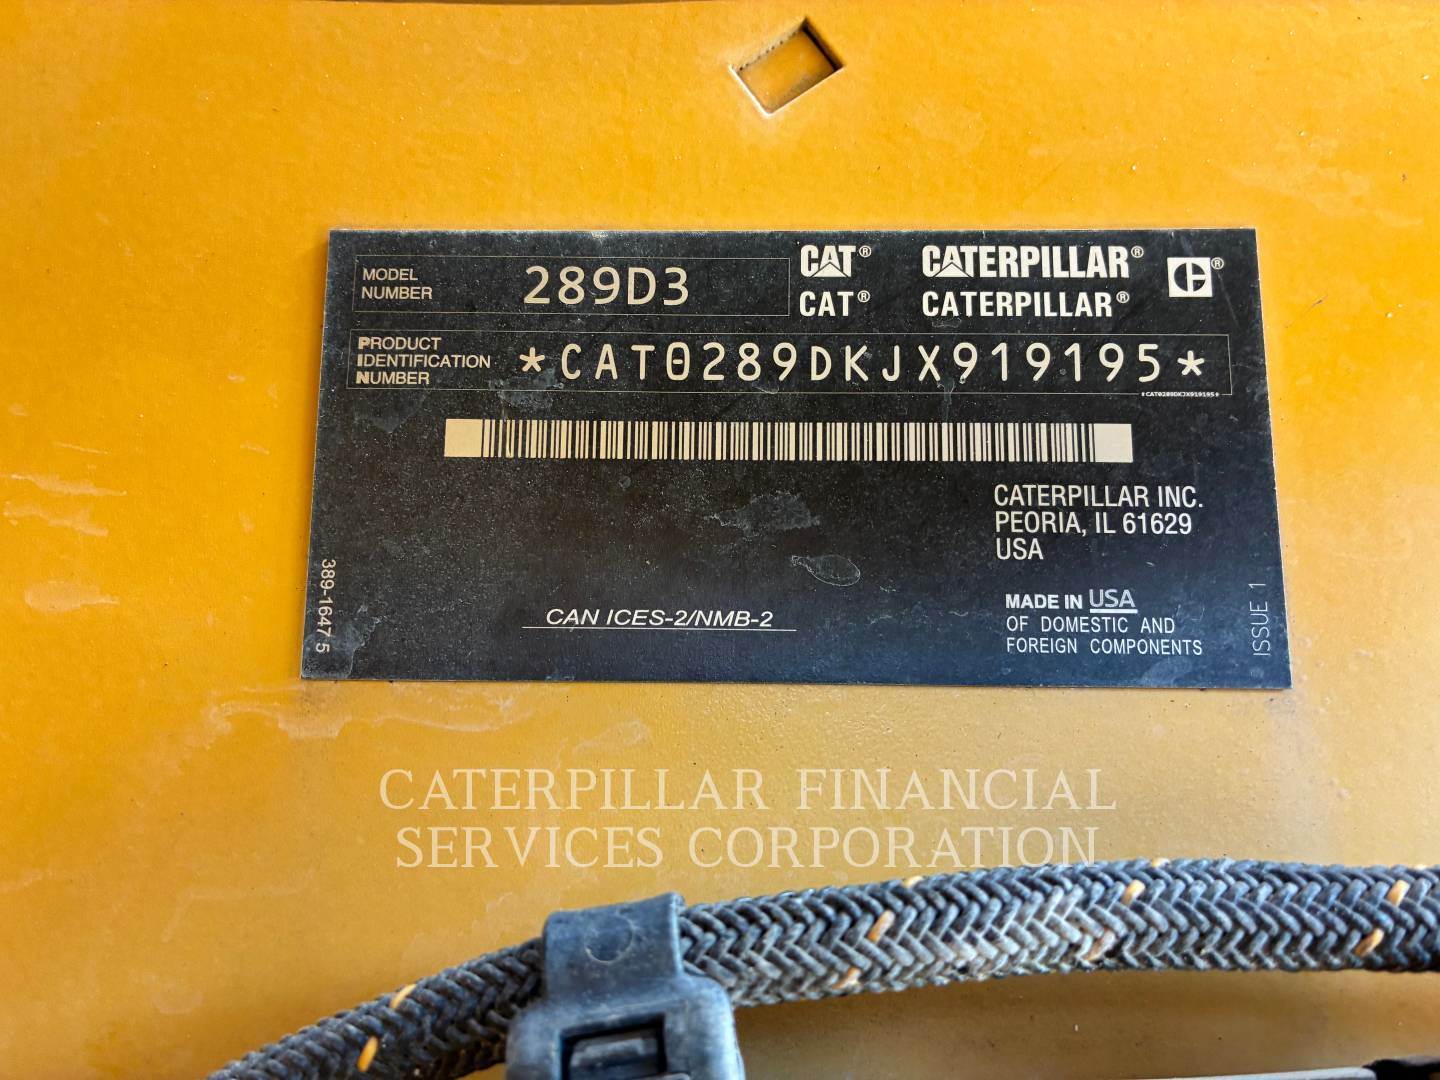 MODEL
NUMBER
289D3
CAT® CATERPILLAR®
CAT® CATERPILLAR®
PRODUCT
IDENTIFICATION
NUMBER
*CAT0289DKJX919195*
*CAT0289DKJX919195*
CATERPILLAR INC.
PEORIA, IL 61629
USA
389-1647 5
CAN ICES-2/NMB-2
MADE IN USA
OF DOMESTIC AND
FOREIGN COMPONENTS
ISSUE 1
CATERPILLAR FINANCIAL
SERVICES CORPORATION